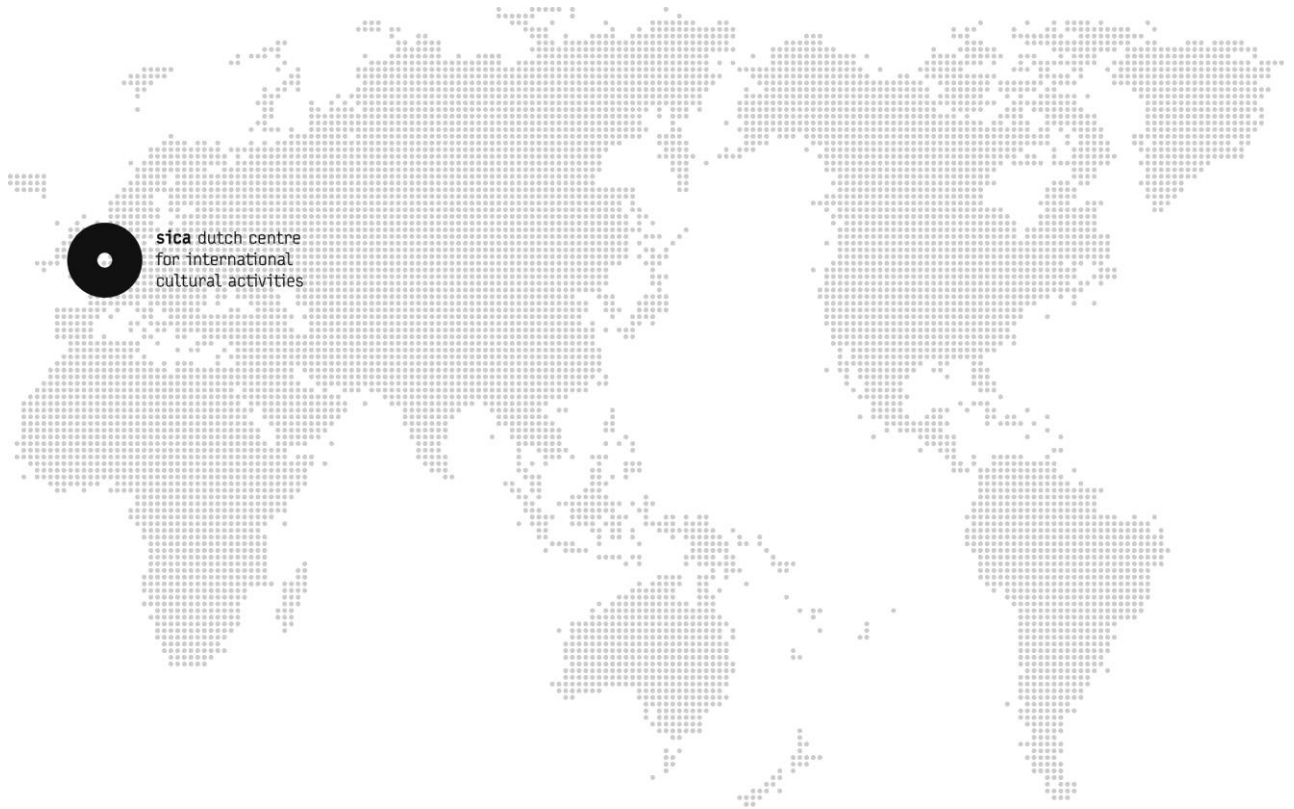 sica dutch centre
for international
cultural activities